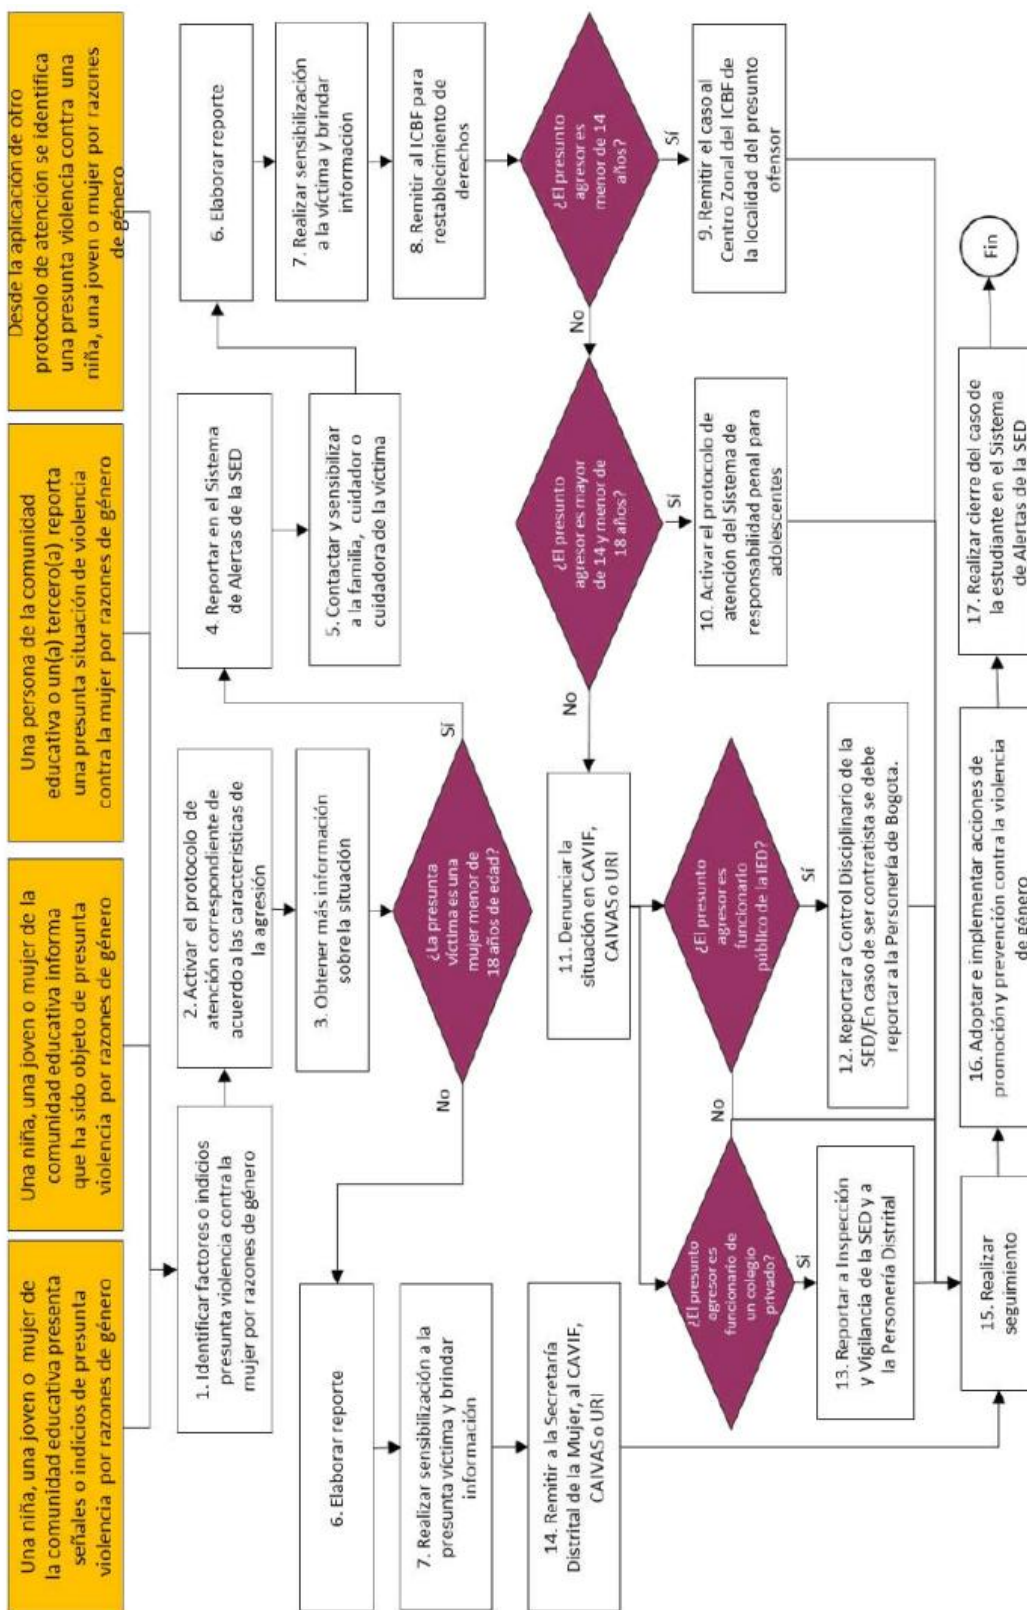 Una niña, una joven o mujer de
la comunidad educativa presenta
señales o indicios de presunta
violencia por razones de género
Una niña, una joven o mujer de la
comunidad educativa informa
que ha sido objeto de presunta
violencia por razones de género
Una persona de la comunidad
educativa o un(a) tercero(a) reporta
una presunta situación de violencia
contra la mujer por razones de género
Desde la aplicación de otro
protocolo de atención se identifica
una presunta violencia contra una
niña, una joven o mujer por razones
de género
1. Identificar factores o indicios
presunta violencia contra la
mujer por razones de género
2. Activar el protocolo de
atención correspondiente de
acuerdo a las características de
la agresión
3. Obtener más información
sobre la situación
¿La presunta
víctima es una
mujer menor de
18 años de edad?
No
Sí
4. Reportar en el Sistema
de Alertas de la SED
5. Contactar y sensibilizar
a la familia, cuidador o
cuidadora de la víctima
6. Elaborar reporte
7. Realizar sensibilización
a la víctima y brindar
información
8. Remitir al ICBF para
restablecimiento de
derechos
¿El presunto
agresor es
menor de 14
años?
Sí
No
9. Remitir el caso al
Centro Zonal del ICBF de
la localidad del presunto
ofensor
¿El presunto
agresor es mayor
de 14 y menor de
18 años?
Sí
No
10. Activar el protocolo de
atención del Sistema de
responsabilidad penal para
adolescentes
6. Elaborar reporte
7. Realizar sensibilización a la
presunta víctima y brindar
información
14. Remitir a la Secretaría
Distrital de la Mujer, al CAVIF,
CAIVAS o URI
11. Denunciar la
situación en CAVIF,
CAIVAS o URI
¿El presunto
agresor es
funcionario
público de la IED?
Sí
No
12. Reportar a Control Disciplinario de la
SED/En caso de ser contratista se debe
reportar a la Personería de Bogota.
¿El presunto
agresor es
funcionario de
un colegio
privado?
Sí
13. Reportar a Inspección
y Vigilancia de la SED y a
la Personería Distrital
15. Realizar
seguimiento
16. Adoptar e implementar acciones de
promoción y prevención contra la violencia
de género
17. Realizar cierre del caso de
la estudiante en el Sistema
de Alertas de la SED
Fin